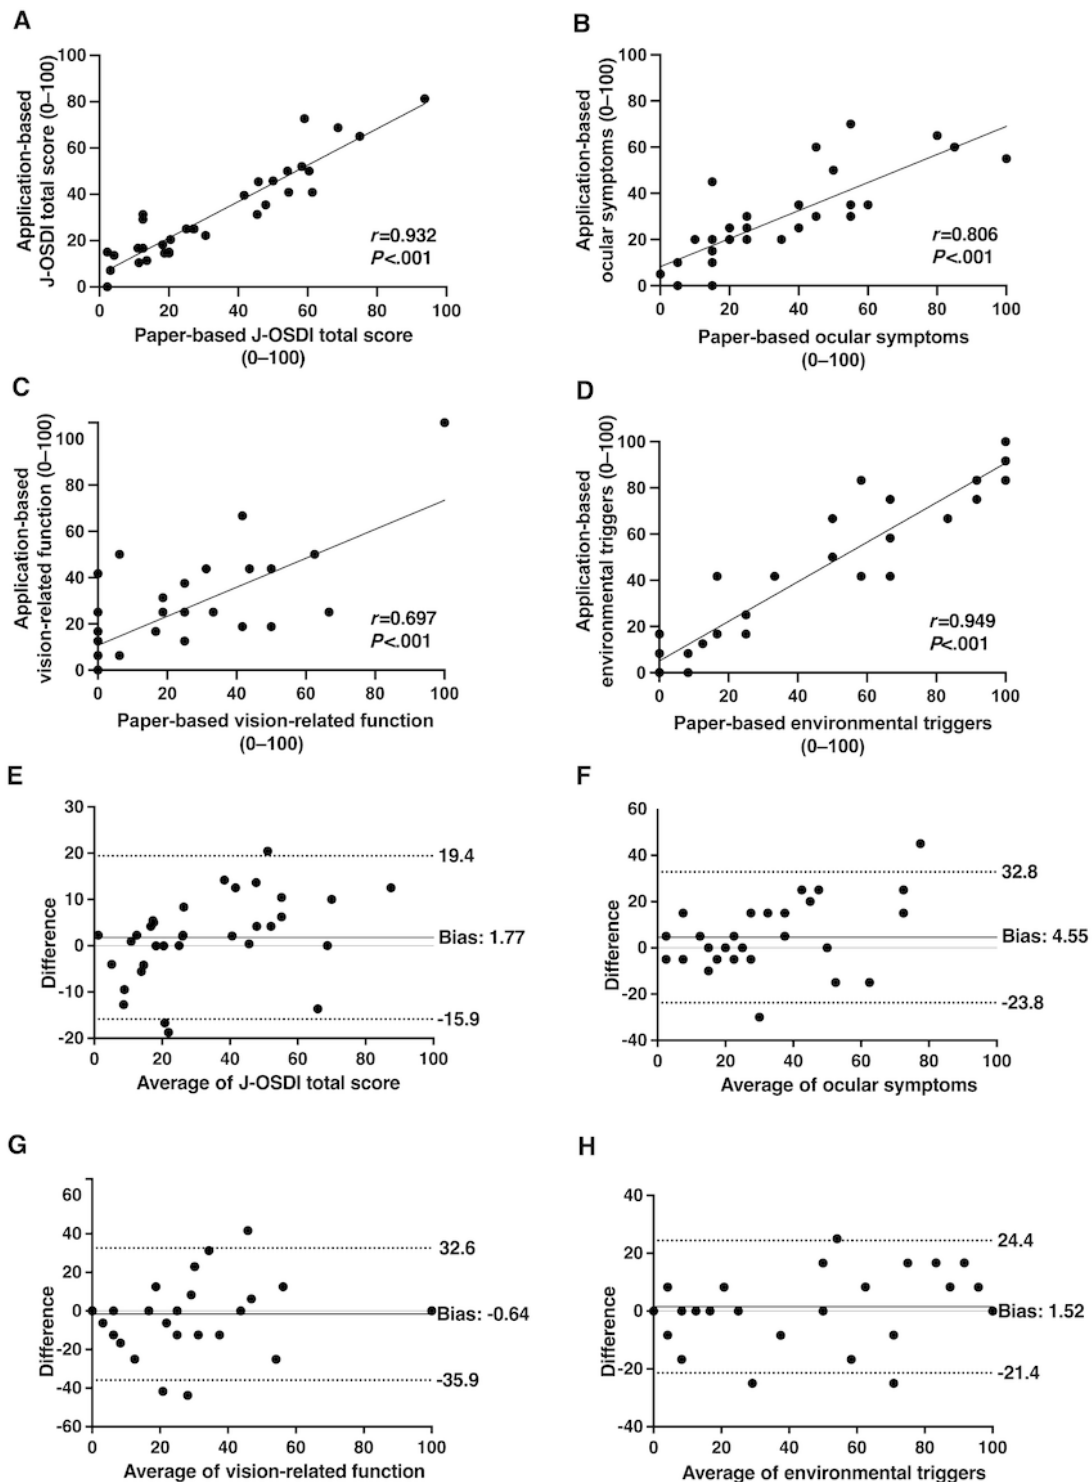 A
Application-based
J-OSDI total score (0–100)
100
80
60
40
20
0
r=0.932
P<.001
0 20 40 60 80 100
Paper-based J-OSDI total score
(0–100)
B
Application-based
ocular symptoms (0–100)
100
80
60
40
20
0
r=0.806
P<.001
0 20 40 60 80 100
Paper-based ocular symptoms
(0–100)
C
Application-based
vision-related function (0–100)
100
80
60
40
20
0
r=0.697
P<.001
0 20 40 60 80 100
Paper-based vision-related function
(0–100)
D
Application-based
environmental triggers (0–100)
100
80
60
40
20
0
r=0.949
P<.001
0 20 40 60 80 100
Paper-based environmental triggers
(0–100)
E
Difference
30
20
10
0
-10
-20
19.4
Bias: 1.77
-15.9
0 20 40 60 80 100
Average of J-OSDI total score
F
Difference
60
40
20
0
-20
-40
32.8
Bias: 4.55
-23.8
0 20 40 60 80 100
Average of ocular symptoms
G
Difference
60
40
20
0
-20
-40
-60
32.6
Bias: -0.64
-35.9
0 20 40 60 80 100
Average of vision-related function
H
Difference
40
20
0
-20
-40
24.4
Bias: 1.52
-21.4
0 20 40 60 80 100
Average of environmental triggers